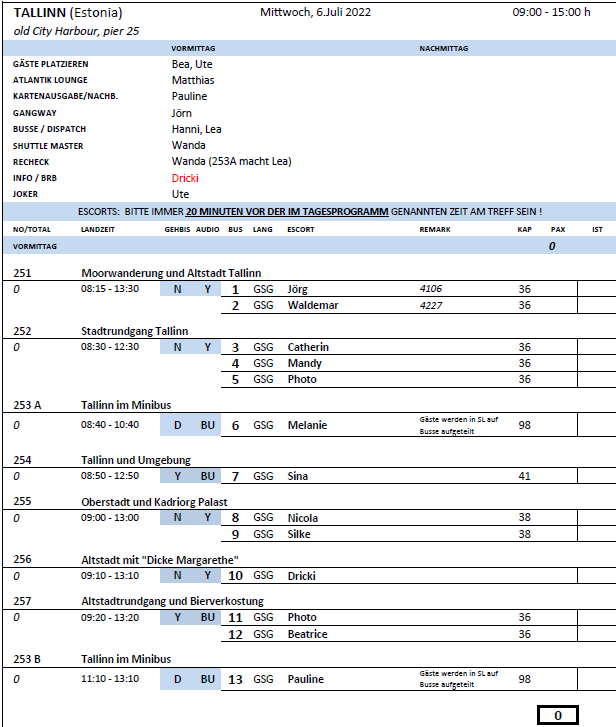 TALLINN (Estonia) Mittwoch, 6.Juli 2022 09:00 - 15:00 h
old City Harbour, pier 25
VORMITTAG NACHMITTAG
GÄSTE PLATZIEREN Bea, Ute
ATLANTIK LOUNGE Matthias
KARTENAUSGABE/NACHB. Pauline
GANGWAY Jörn
BUSSE / DISPATCH Hanni, Lea
SHUTTLE MASTER Wanda
RECHECK Wanda (253A macht Lea)
INFO / BRB Dricki
JOKER Ute
ESCORTS: BITTE IMMER 20 MINUTEN VOR DER IM TAGESPROGRAMM GENANNTEN ZEIT AM TREFF SEIN !
NO/TOTAL LANDZEIT GEHBIS AUDIO BUS LANG ESCORT REMARK KAP PAX IST
VORMITTAG 0
251 Moorwanderung und Altstadt Tallinn
0 08:15 - 13:30 N Y 1 GSG Jörg 4106 36
2 GSG Waldemar 4227 36
252 Stadtrundgang Tallinn
0 08:30 - 12:30 N Y 3 GSG Catherin 36
4 GSG Mandy 36
5 GSG Photo 36
253 A Tallinn im Minibus
0 08:40 - 10:40 D BU 6 GSG Melanie Gäste werden in SL auf Busse aufgeteilt 98
254 Tallinn und Umgebung
0 08:50 - 12:50 Y BU 7 GSG Sina 41
255 Oberstadt und Kadriorg Palast
0 09:00 - 13:00 N Y 8 GSG Nicola 38
9 GSG Silke 38
256 Altstadt mit "Dicke Margarethe"
0 09:10 - 13:10 N Y 10 GSG Dricki
257 Altstadtrundgang und Bierverkostung
0 09:20 - 13:20 Y BU 11 GSG Photo 36
12 GSG Beatrice 36
253 B Tallinn im Minibus
0 11:10 - 13:10 D BU 13 GSG Pauline Gäste werden in SL auf Busse aufgeteilt 98
0